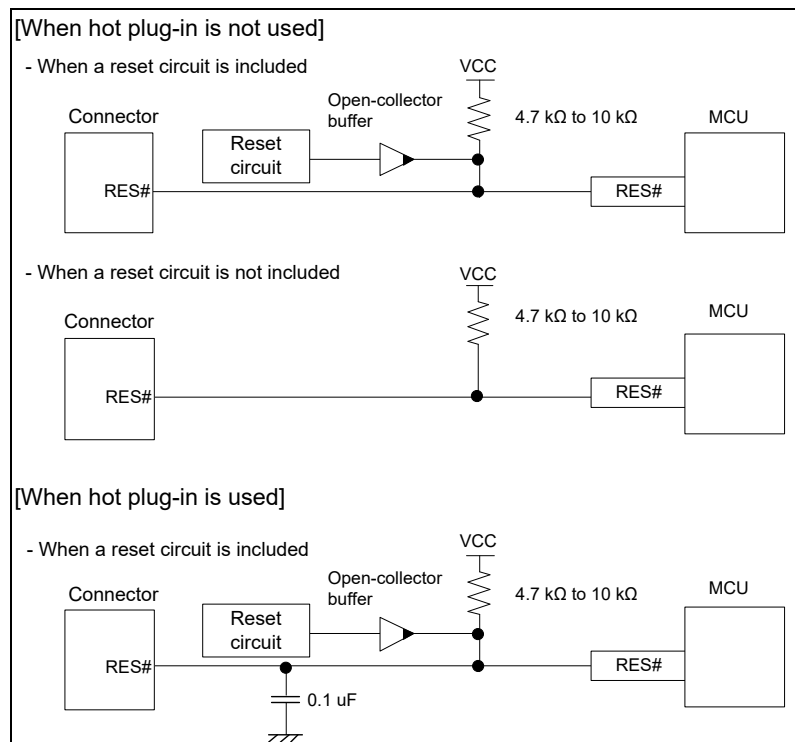 [When hot plug-in is not used]
- When a reset circuit is included
VCC
Open-collector
buffer
4.7 kΩ to 10 kΩ
Connector
MCU
Reset
circuit
RES#
RES#
- When a reset circuit is not included
VCC
4.7 kΩ to 10 kΩ
MCU
Connector
RES#
RES#
[When hot plug-in is used]
- When a reset circuit is included
VCC
Open-collector
buffer
4.7 kΩ to 10 kΩ
Connector
MCU
Reset
circuit
RES#
RES#
0.1 uF